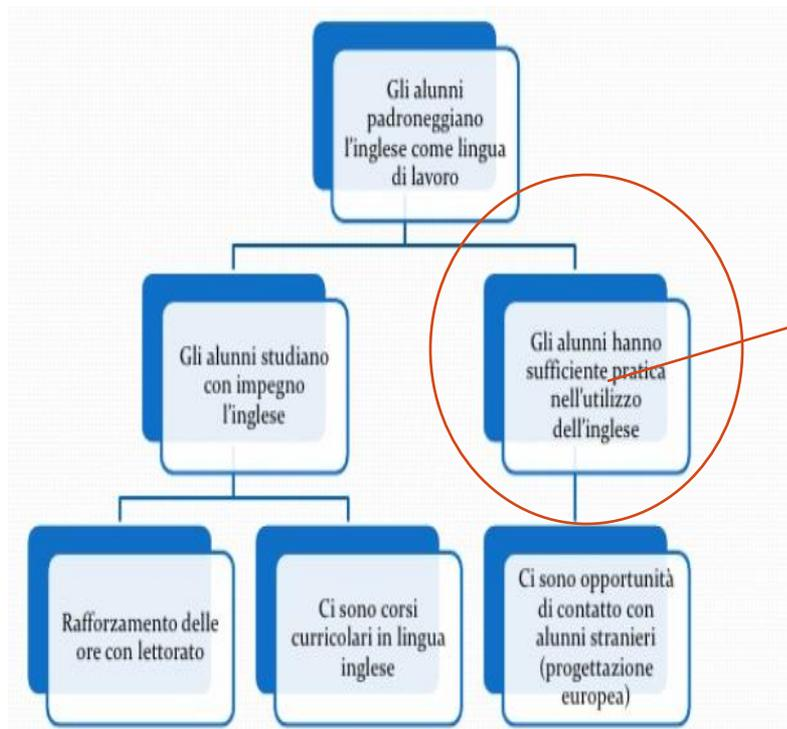 Gli alunni
padroneggiano
l'inglese come lingua
di lavoro
Gli alunni studiano
con impegno
l'inglese
Gli alunni hanno
sufficiente pratica
nell'utilizzo
dell'inglese
Rafforzamento delle
ore con lettorato
Ci sono corsi
curricolari in lingua
inglese
Ci sono opportunità
di contatto con
alunni stranieri
(progettazione
europea)